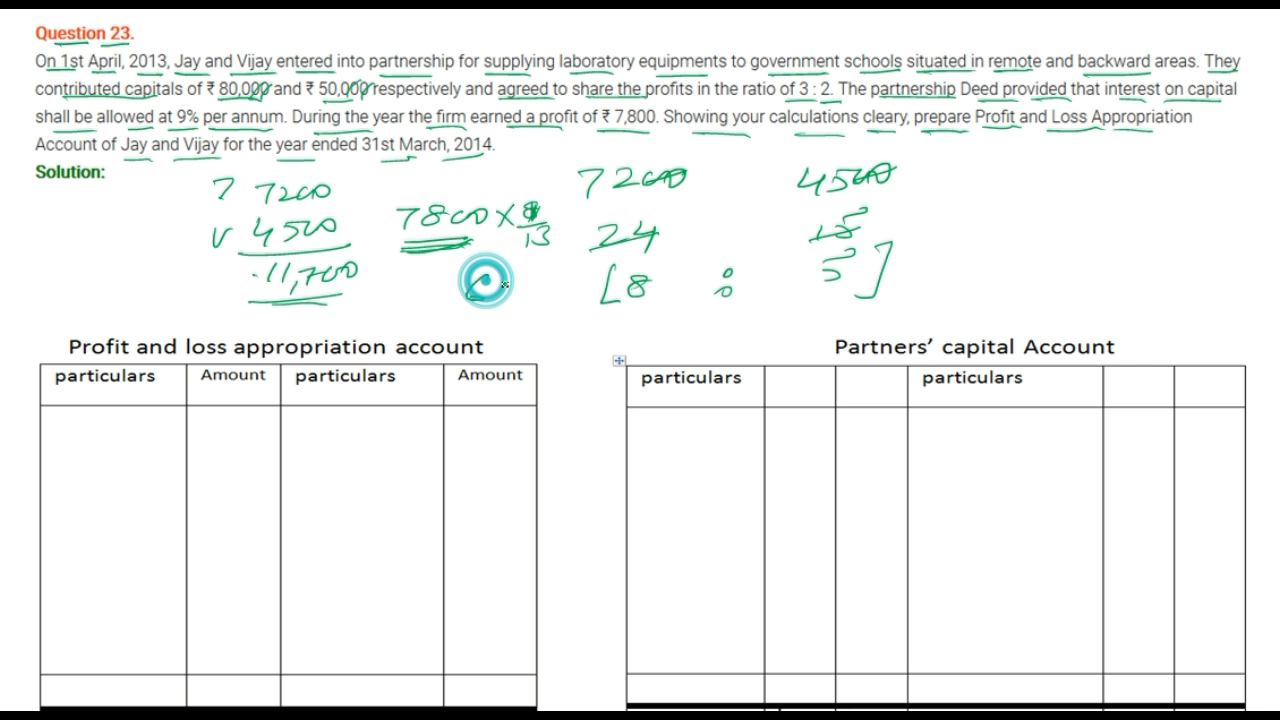 Question 23.
On 1st April, 2013, Jay and Vijay entered into partnership for supplying laboratory equipments to government schools situated in remote and backward areas. They
contributed capitals of ₹ 80,000 and ₹ 50,000 respectively and agreed to share the profits in the ratio of 3 : 2. The partnership Deed provided that interest on capital
shall be allowed at 9% per annum. During the year the firm earned a profit of ₹ 7,800. Showing your calculations cleary, prepare Profit and Loss Appropriation
Account of Jay and Vijay for the year ended 31st March, 2014.
Solution:
7200 7200 4500
V 4500 7800 × 8/13 24 15
11,700 [8 : 5]
Profit and loss appropriation account Partners’ capital Account
particulars Amount particulars Amount particulars particulars